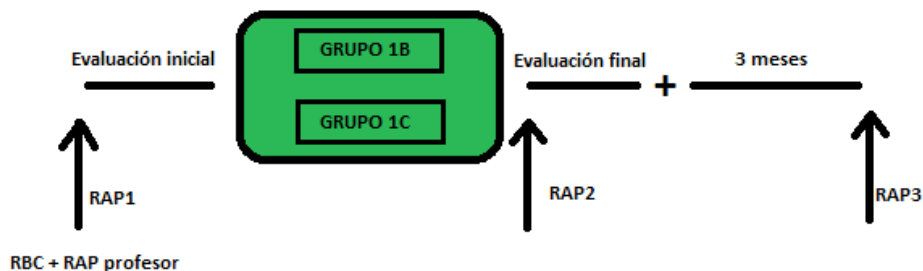 Evaluación inicial
GRUPO 1B
GRUPO 1C
Evaluación final
+
3 meses
RAP1
RAP2
RAP3
RBC + RAP profesor